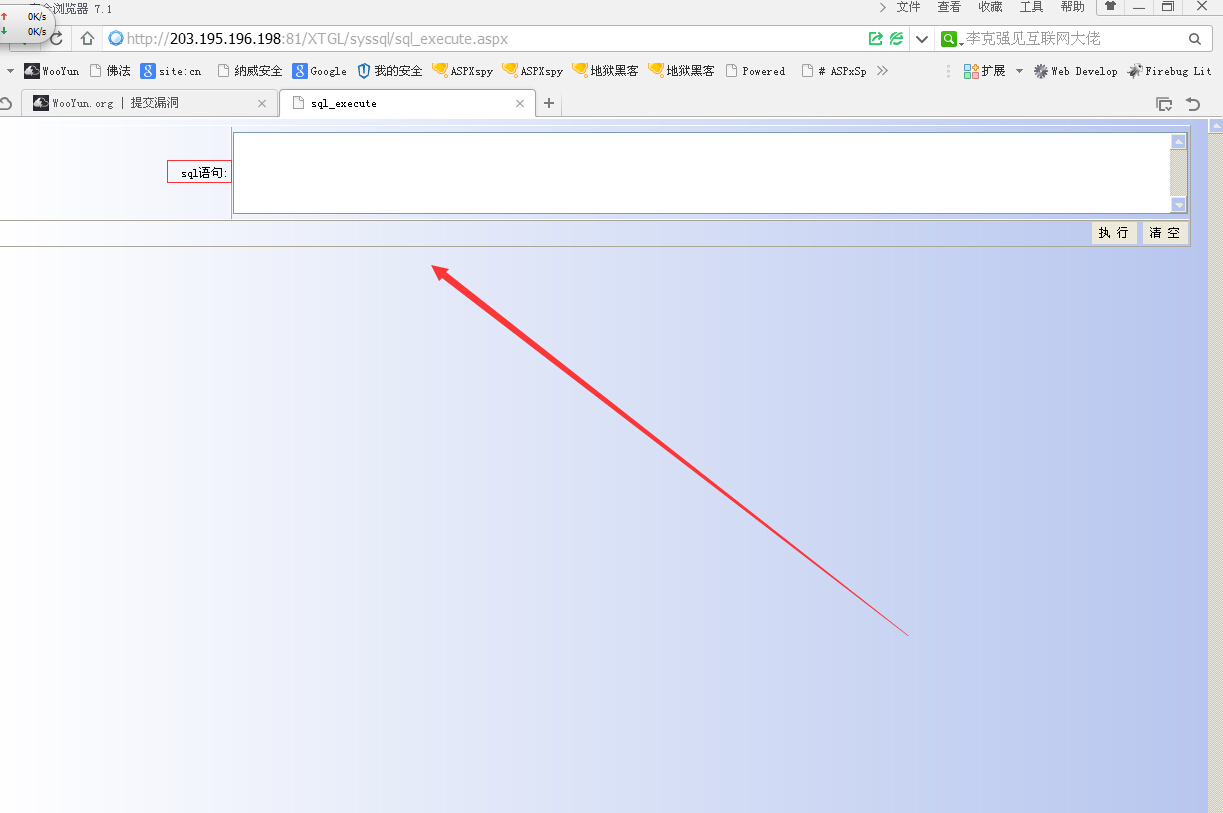 浏览器 7.1
文件 查看 收藏 工具 帮助
0K/s
0K/s
http://203.195.196.198:81/XTGL/syssql/sql_execute.aspx
李克强见互联网大佬
WooYun 佛法 site:cn 纳威安全 Google 我的安全 ASPXspy ASPXspy 地狱黑客 地狱黑客 Powered # ASPxSp 扩展 Web Develop Firebug Lit
WooYun.org | 提交漏洞 sql_execute
sql语句:
执 行 清 空